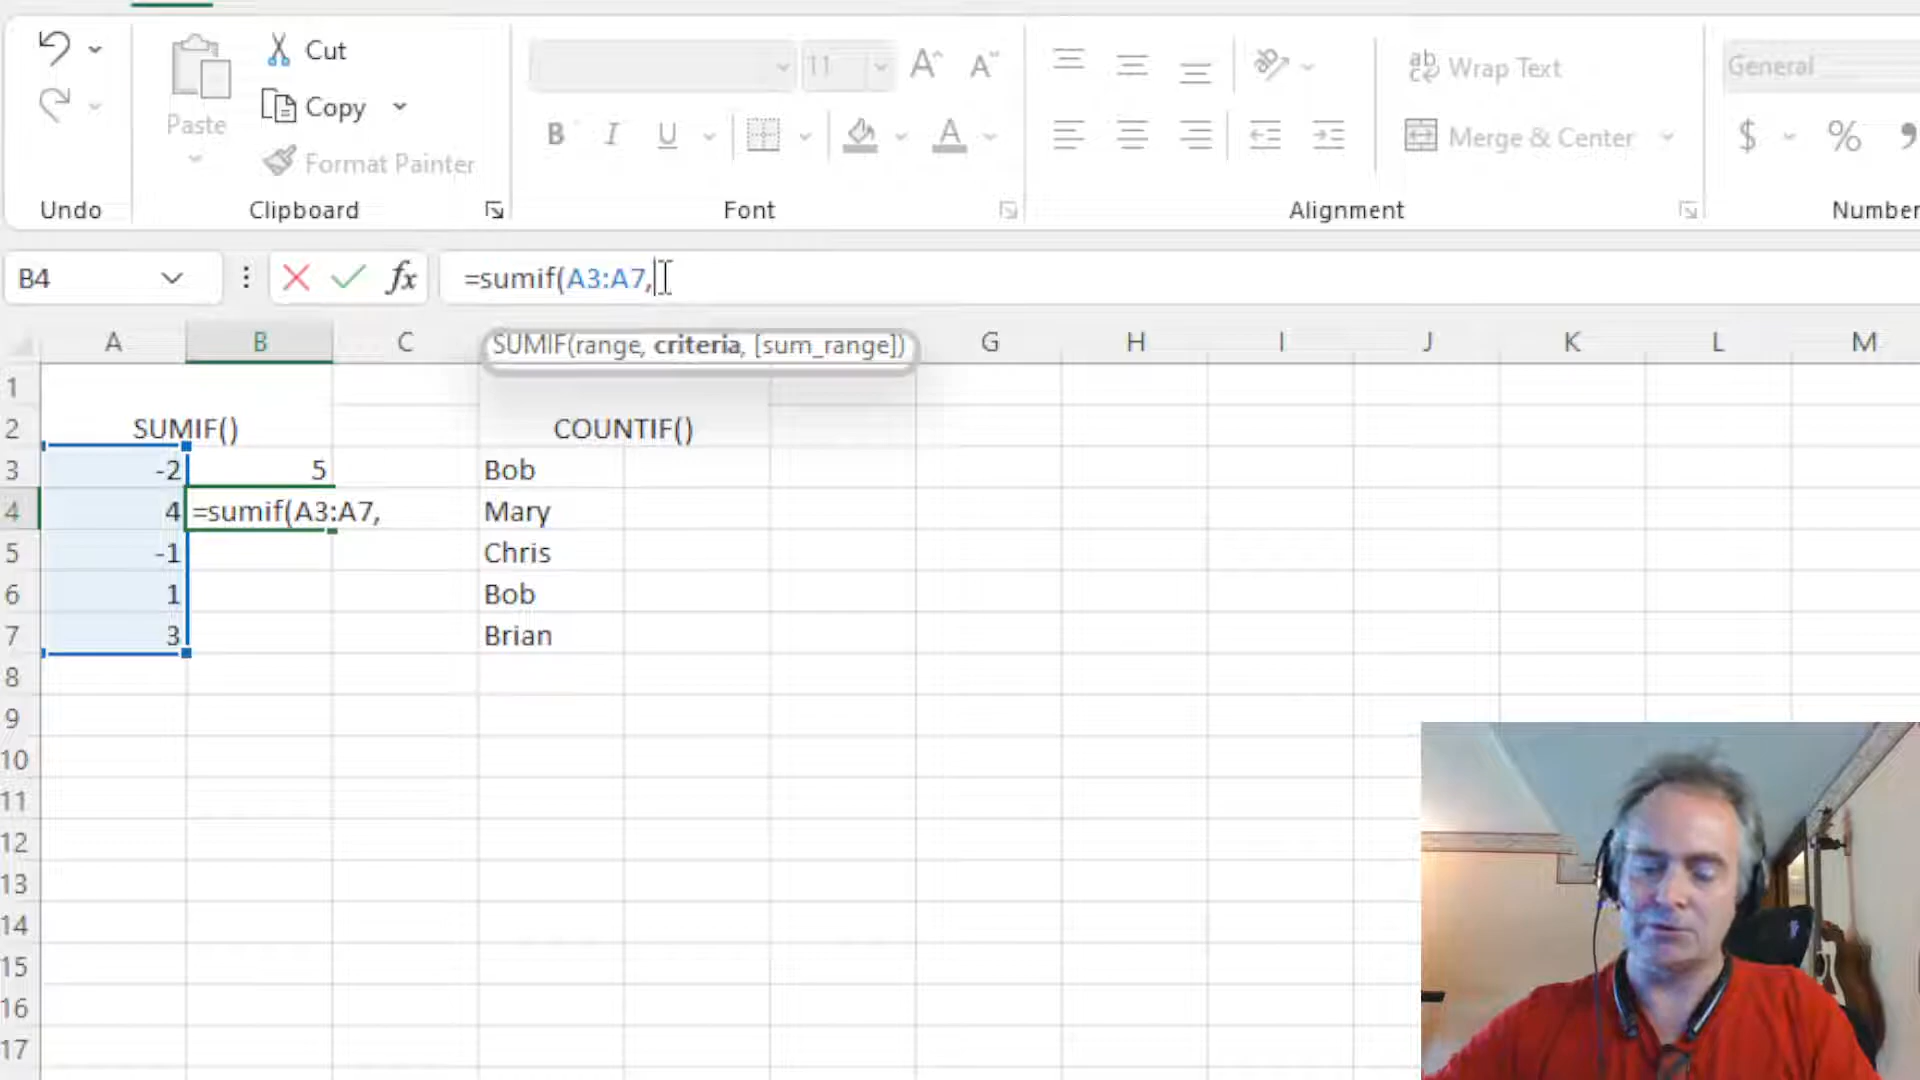 Cut
Copy
Paste
Format Painter
11
A^ A
B I U A
ab Wrap Text
c
General
Merge & Center
$ % ,
Undo Clipboard Font Alignment Number
B4 fx =sumif(A3:A7,
SUMIF(range, criteria, [sum_range])
A B C G H I J K L M
1
2 SUMIF() COUNTIF()
3 -2 5 Bob
4 4 =sumif(A3:A7, Mary
5 -1 Chris
6 1 Bob
7 3 Brian
8
9
10
11
12
13
14
15
16
17